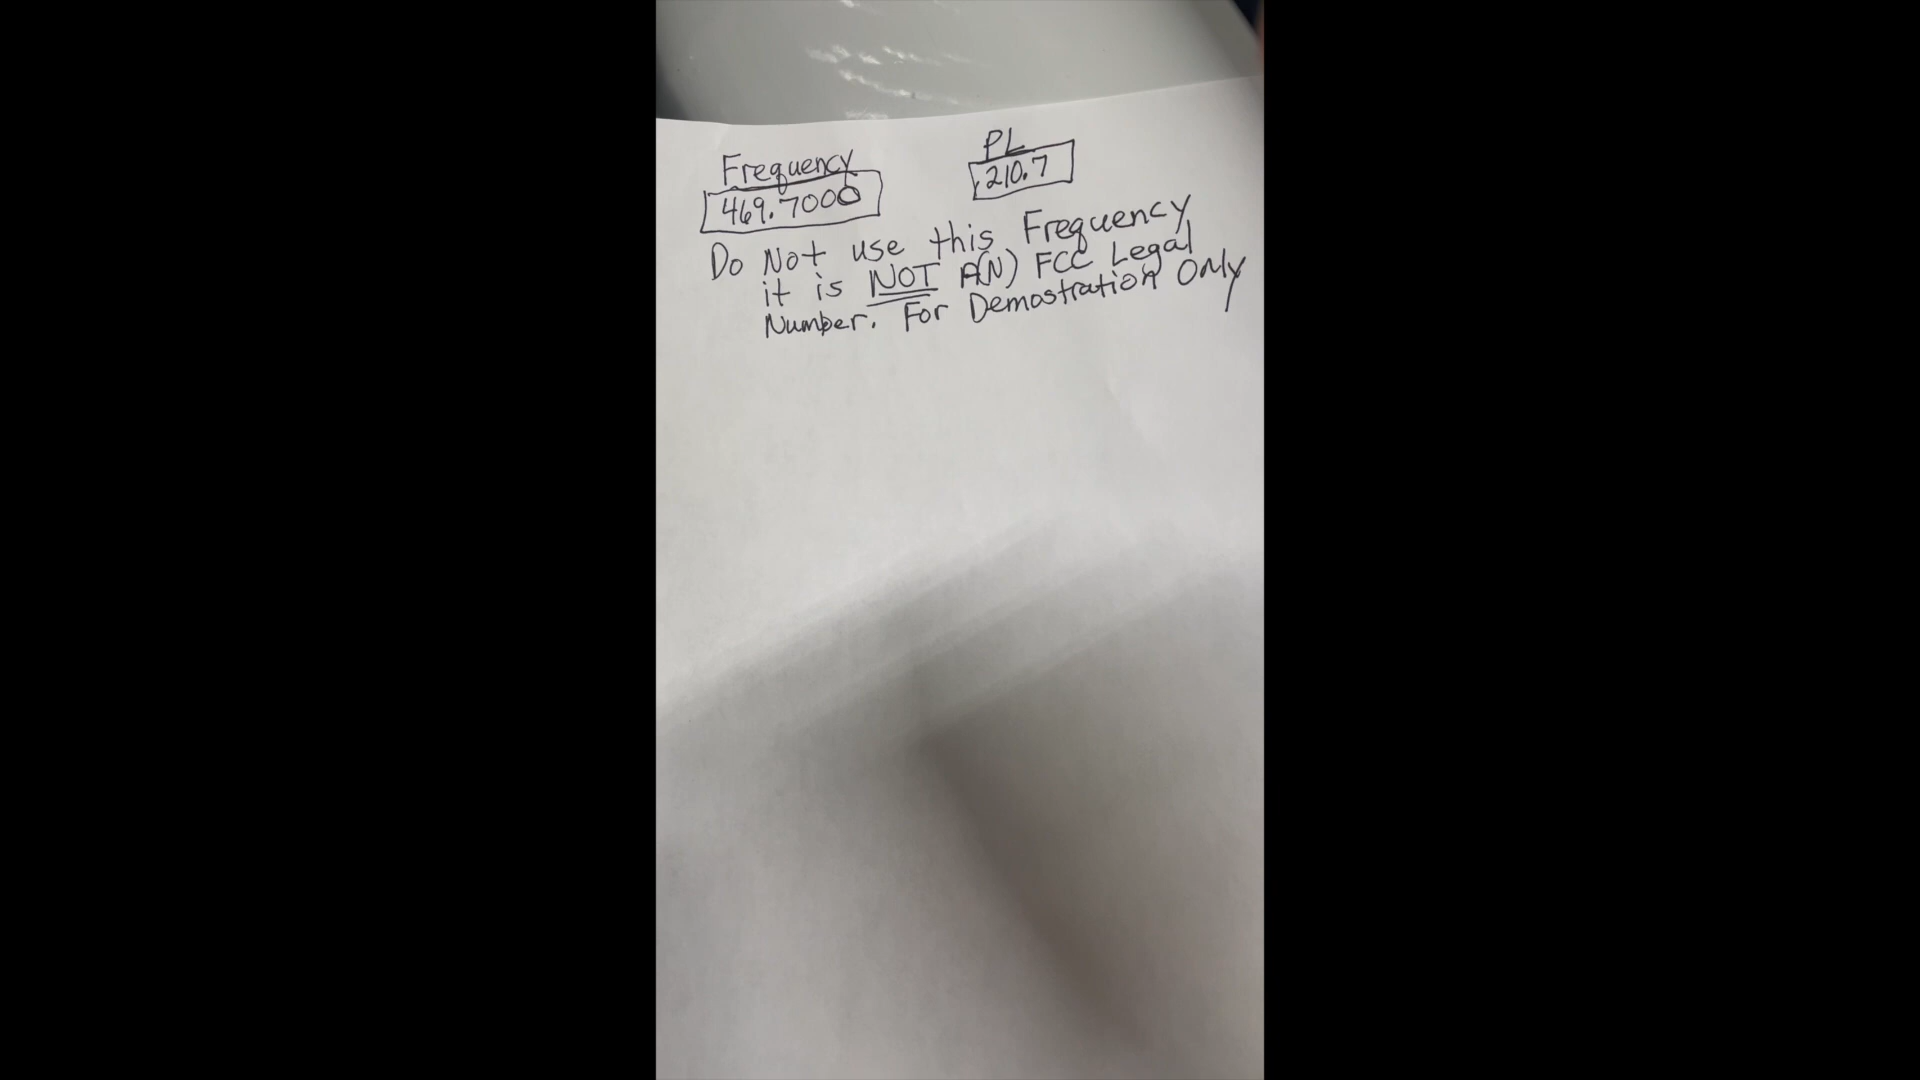 Frequency PL
469.7000 210.7
Do Not use this Frequency
it is NOT A(N) FCC Legal
Number. For Demostration Only